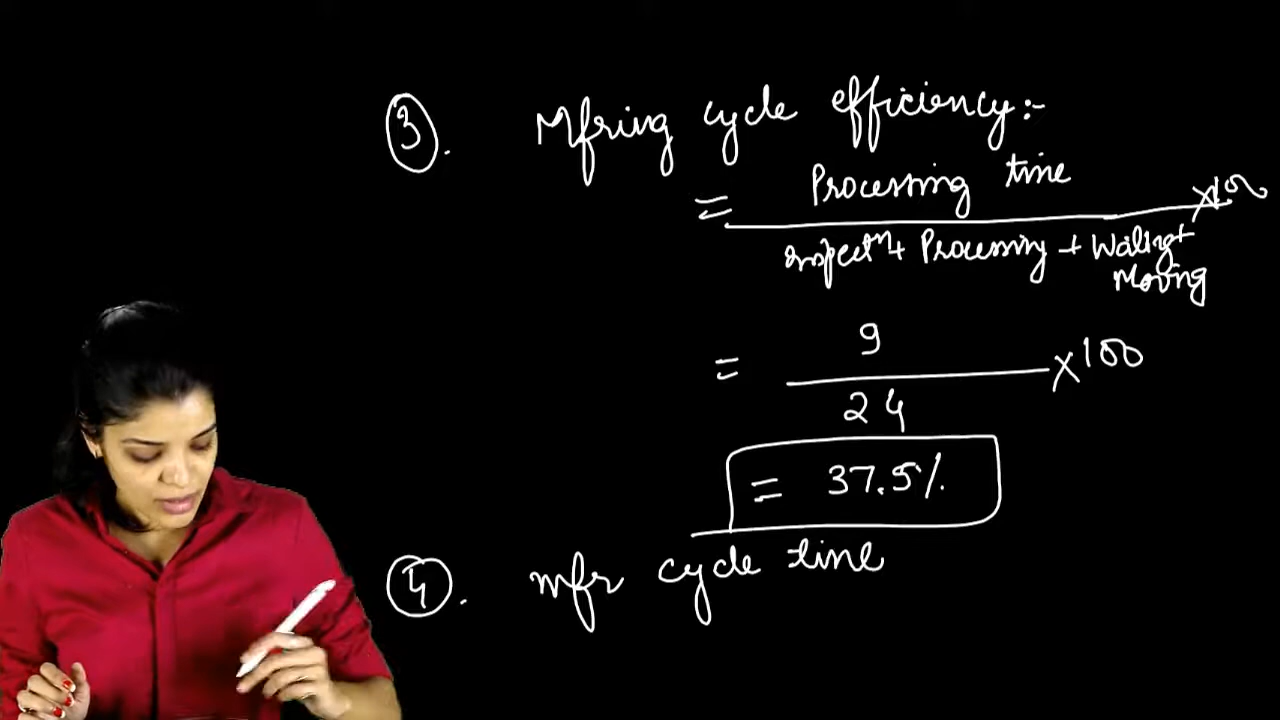 3. Mfring cycle efficiency:-
= Processing time ×100
Inspectⁿ + Processing + Waiting +
Moving
= 9 ×100
24
= 37.5%
4. mfr cycle time